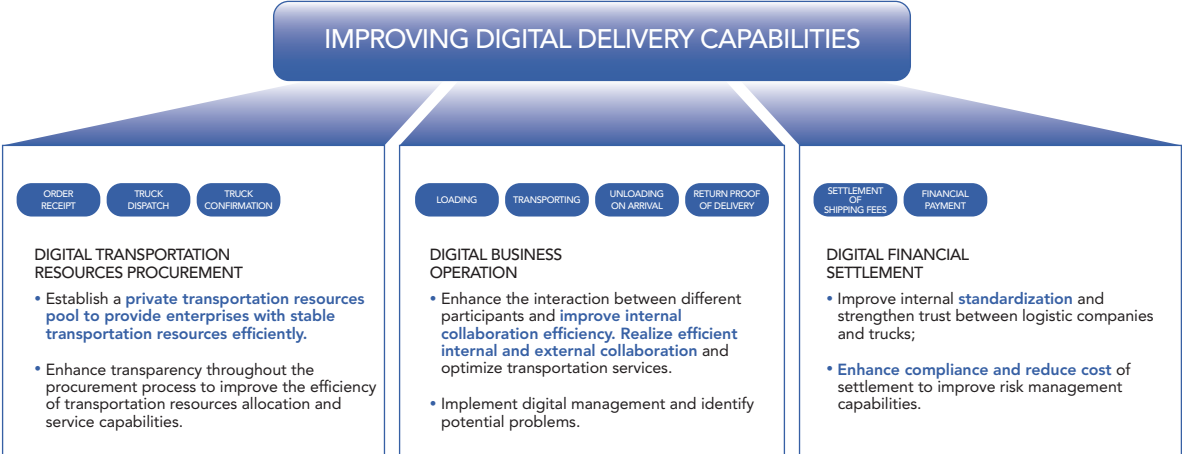 IMPROVING DIGITAL DELIVERY CAPABILITIES
ORDER
RECEIPT
TRUCK
DISPATCH
TRUCK
CONFIRMATION
DIGITAL TRANSPORTATION
RESOURCES PROCUREMENT
• Establish a private transportation resources
pool to provide enterprises with stable
transportation resources efficiently.
• Enhance transparency throughout the
procurement process to improve the efficiency
of transportation resources allocation and
service capabilities.
LOADING
TRANSPORTING
UNLOADING
ON ARRIVAL
RETURN PROOF
OF DELIVERY
DIGITAL BUSINESS
OPERATION
• Enhance the interaction between different
participants and improve internal
collaboration efficiency. Realize efficient
internal and external collaboration and
optimize transportation services.
• Implement digital management and identify
potential problems.
SETTLEMENT
OF
SHIPPING FEES
FINANCIAL
PAYMENT
DIGITAL FINANCIAL
SETTLEMENT
• Improve internal standardization and
strengthen trust between logistic companies
and trucks;
• Enhance compliance and reduce cost of
settlement to improve risk management
capabilities.